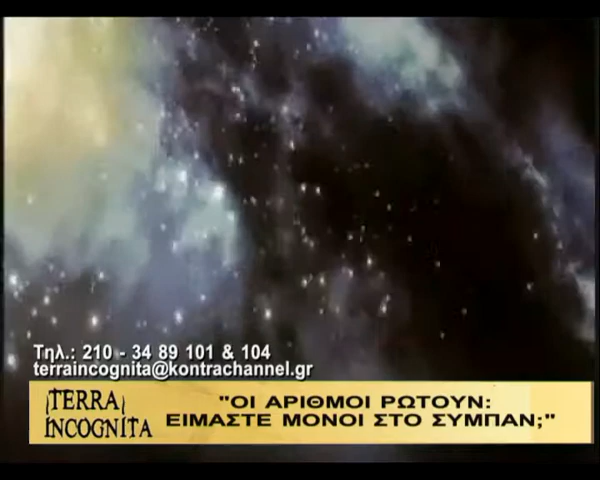 Τηλ.: 210 - 34 89 101 & 104
terraincognita@kontrachannel.gr
TERRA
INCOGNITA
"ΟΙ ΑΡΙΘΜΟΙ ΡΩΤΟΥΝ:
ΕΙΜΑΣΤΕ ΜΟΝΟΙ ΣΤΟ ΣΥΜΠΑΝ;"